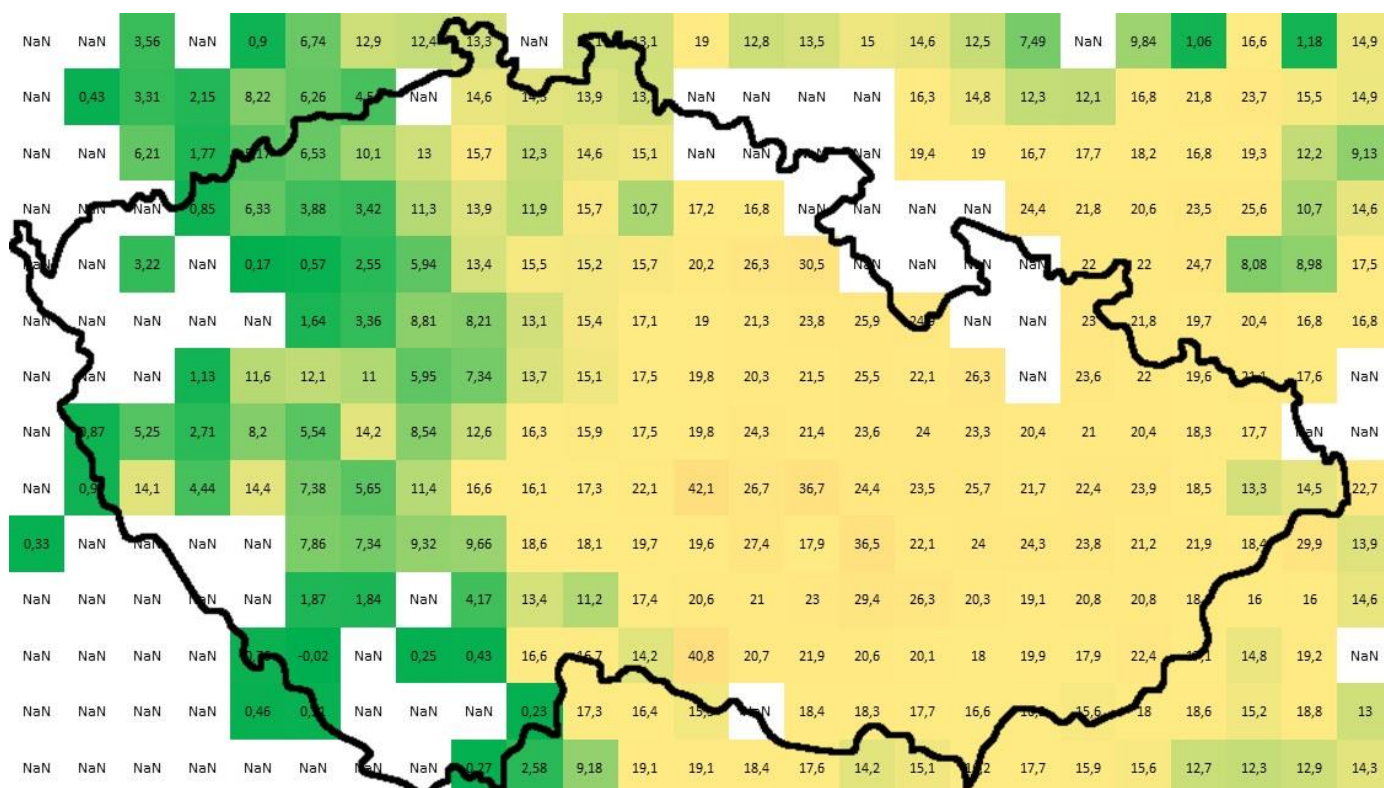 NaN NaN 3,56 NaN 0,9 6,74 12,9 12,4 13,3 NaN 13,1 19 12,8 13,5 15 14,6 12,5 7,49 NaN 9,84 1,06 16,6 1,18 14,9
NaN 0,43 3,31 2,15 8,22 6,26 NaN 14,6 13,9 NaN NaN NaN NaN 16,3 14,8 12,3 12,1 16,8 21,8 23,7 15,5 14,9
NaN NaN 6,21 1,77 6,53 10,1 13 15,7 12,3 14,6 15,1 NaN NaN NaN NaN 19,4 19 16,7 17,7 18,2 16,8 19,3 12,2 9,13
NaN NaN NaN 0,85 6,33 3,88 3,42 11,3 13,9 11,9 15,7 10,7 17,2 16,8 NaN NaN NaN NaN 24,4 21,8 20,6 23,5 25,6 10,7 14,6
NaN NaN 3,22 NaN 0,17 0,57 2,55 5,94 13,4 15,5 15,2 15,7 20,2 26,3 30,5 NaN NaN NaN NaN 22 22 24,7 8,08 8,98 17,5
NaN NaN NaN NaN NaN 1,64 3,36 8,81 8,21 13,1 15,4 17,1 19 21,3 23,8 25,9 NaN NaN 23 21,8 19,7 20,4 16,8 16,8
NaN NaN NaN 1,13 11,6 12,1 11 5,95 7,34 13,7 15,1 17,5 19,8 20,3 21,5 25,5 22,1 26,3 NaN 23,6 22 19,6 21,1 17,6 NaN
NaN 0,87 5,25 2,71 8,2 5,54 14,2 8,54 12,6 16,3 15,9 17,5 19,8 24,3 21,4 23,6 24 23,3 20,4 21 20,4 18,3 17,7 NaN NaN
NaN 14,1 4,44 14,4 7,38 5,65 11,4 16,6 16,1 17,3 22,1 42,1 26,7 36,7 24,4 23,5 25,7 21,7 22,4 23,9 18,5 13,3 14,5 22,7
0,33 NaN NaN NaN NaN 7,86 7,34 9,32 9,66 18,6 18,1 19,7 19,6 27,4 17,9 36,5 22,1 24 24,3 23,8 21,2 21,9 18,4 29,9 13,9
NaN NaN NaN NaN NaN 1,87 1,84 NaN 4,17 13,4 11,2 17,4 20,6 21 23 29,4 26,3 20,3 19,1 20,8 20,8 16 16 14,6
NaN NaN NaN NaN -0,02 NaN 0,25 0,43 16,6 14,2 40,8 20,7 21,9 20,6 20,1 18 19,9 17,9 22,4 14,8 19,2 NaN
NaN NaN NaN NaN 0,46 NaN NaN NaN 0,23 17,3 16,4 NaN 18,4 18,3 17,7 16,6 15,6 18 18,6 15,2 18,8 13
NaN NaN NaN NaN NaN NaN NaN NaN 0,27 2,58 9,18 19,1 19,1 18,4 17,6 14,2 15,1 17,7 15,9 15,6 12,7 12,3 12,9 14,3